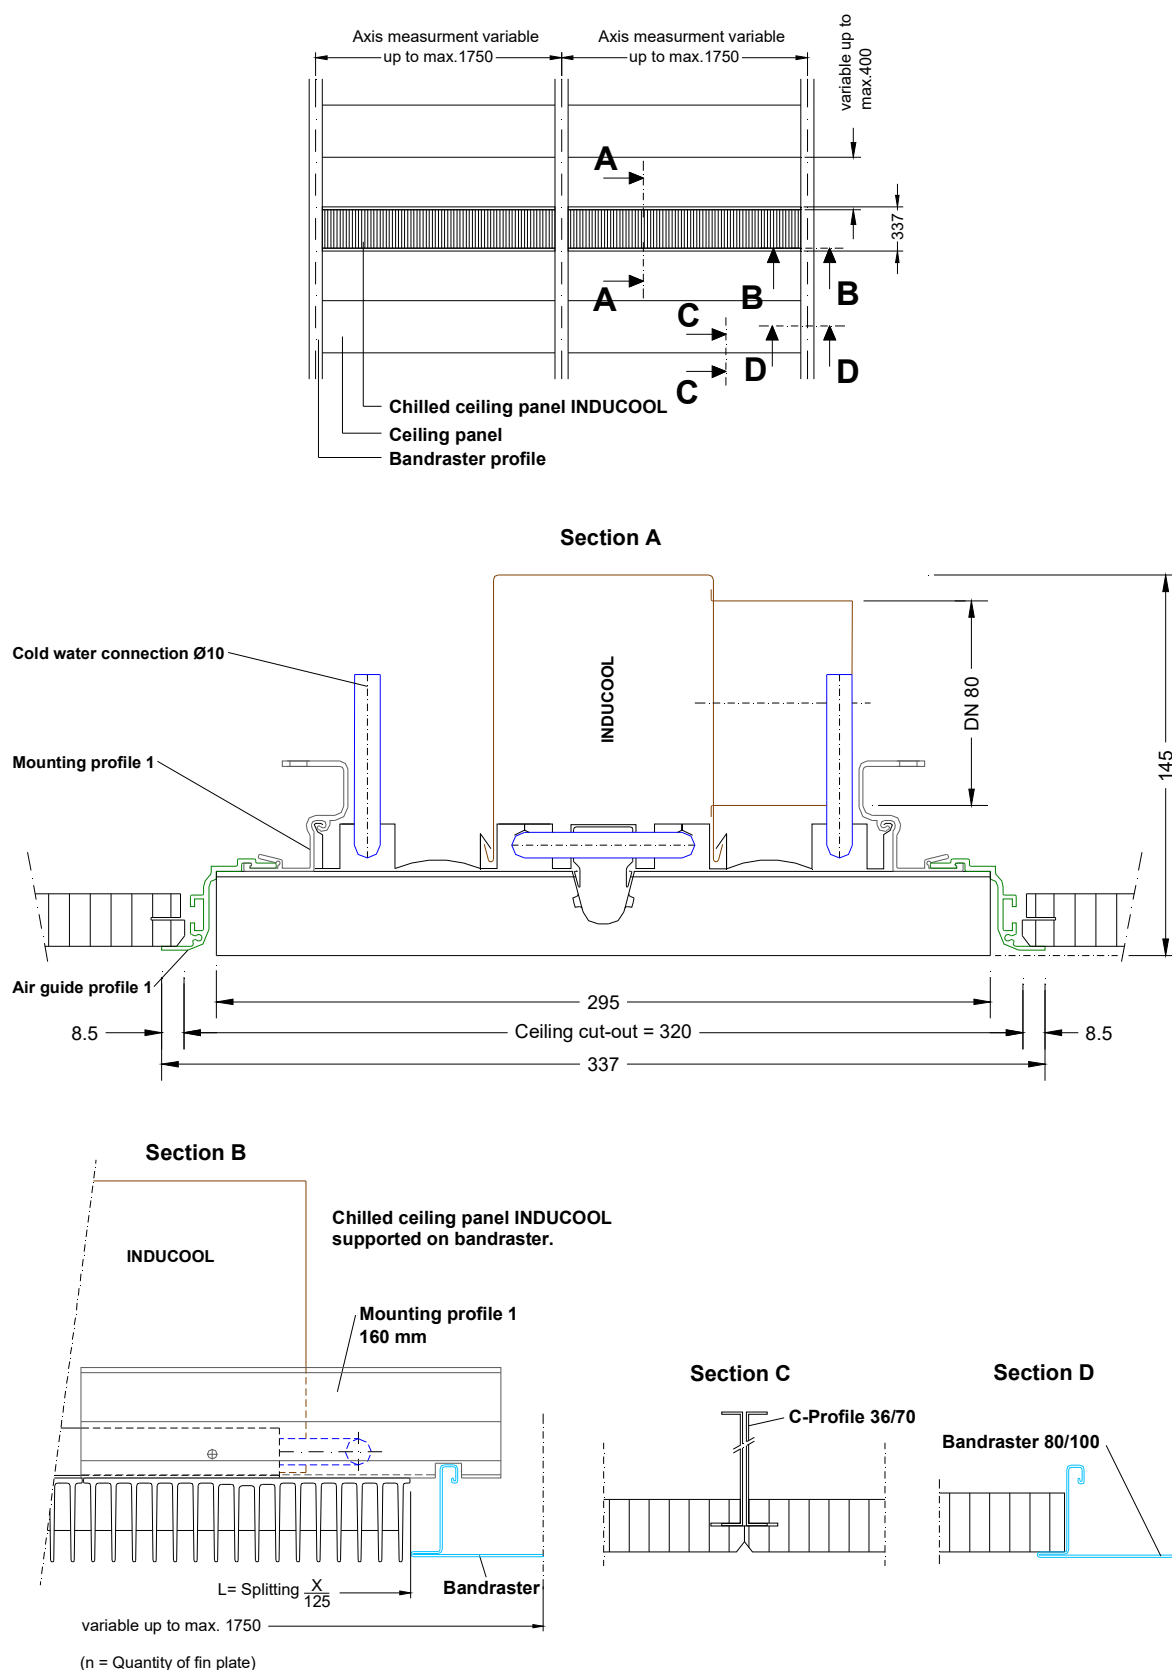 Axis measurment variable
up to max.1750
Axis measurment variable
up to max.1750
variable up to
max.400
A
337
A
B
B
C
D
D
C
Chilled ceiling panel INDUCOOL
Ceiling panel
Bandraster profile
Section A
Cold water connection Ø10
INDUCOOL
DN 80
145
Mounting profile 1
Air guide profile 1
295
8.5
Ceiling cut-out = 320
8.5
337
Section B
Chilled ceiling panel INDUCOOL
supported on bandraster.
INDUCOOL
Mounting profile 1
160 mm
Section C
Section D
C-Profile 36/70
Bandraster 80/100
L= Splitting X
125
Bandraster
variable up to max. 1750
(n = Quantity of fin plate)